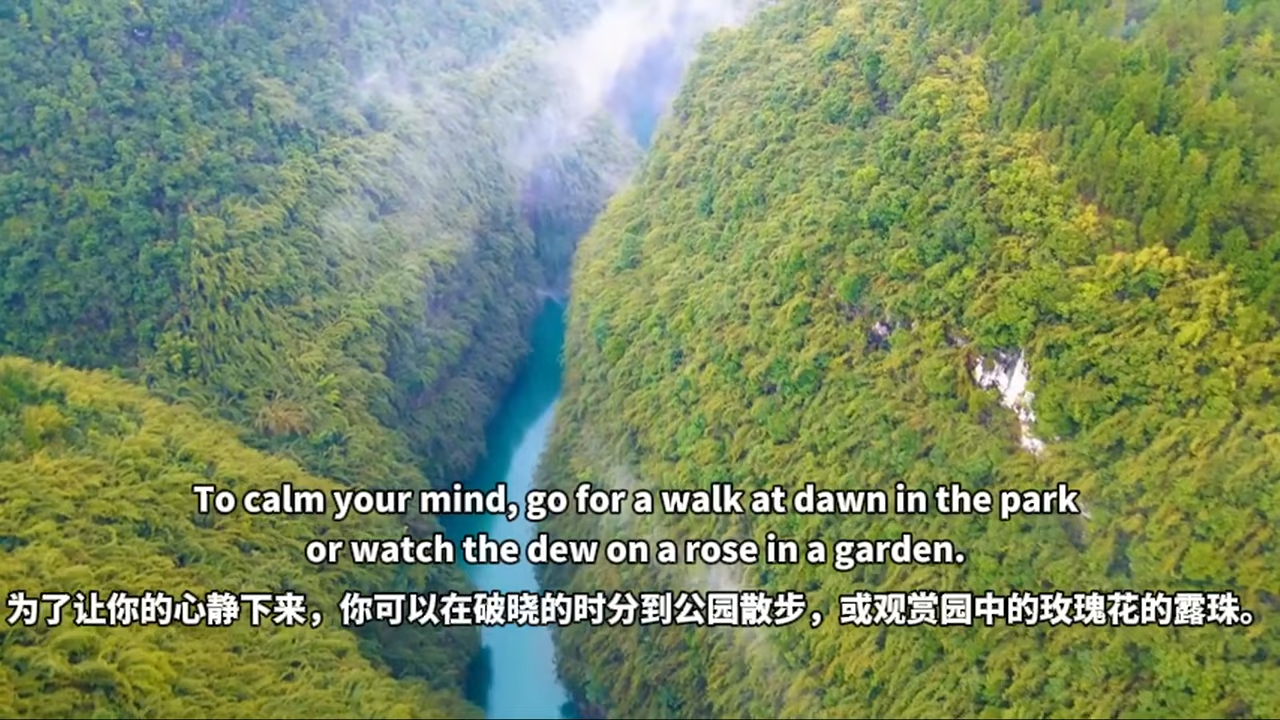 To calm your mind, go for a walk at dawn in the park
or watch the dew on a rose in a garden.
为了让你的心静下来，你可以在破晓的时分到公园散步，或观赏园中的玫瑰花的露珠。